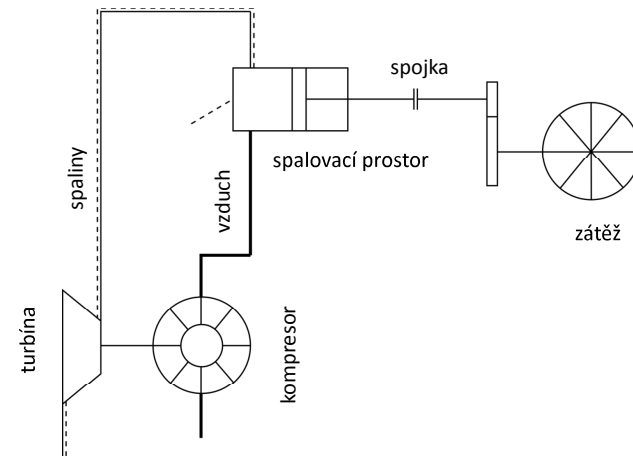 spojka
spalovací prostor
spaliny
vzduch
zátěž
turbína
kompresor